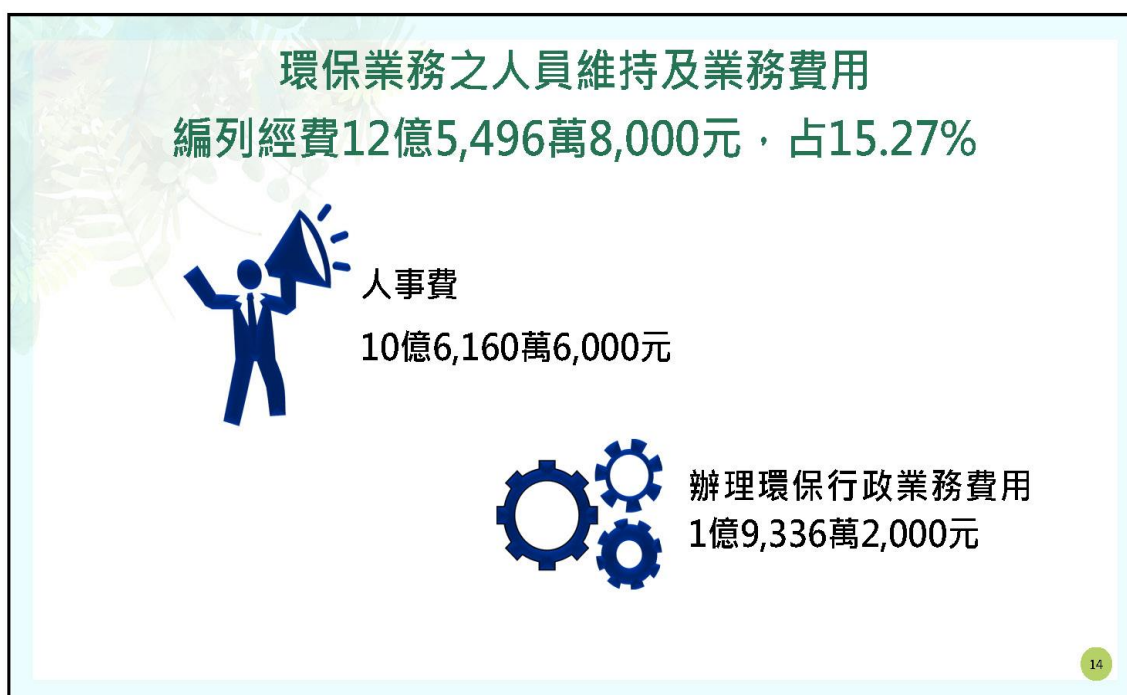 環保業務之人員維持及業務費用
編列經費12億5,496萬8,000元，占15.27%
人事費
10億6,160萬6,000元
辦理環保行政業務費用
1億9,336萬2,000元
14